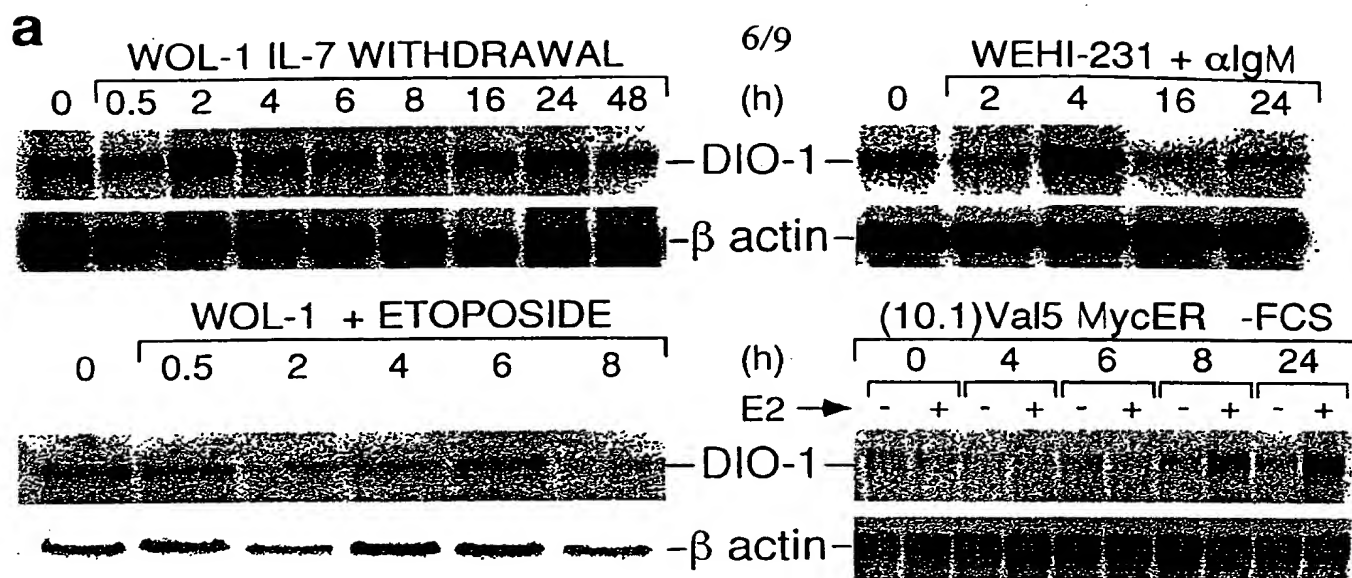 a
6/9
WOL-1 IL-7 WITHDRAWAL
0 0.5 2 4 6 8 16 24 48 (h)
DIO-1
β actin
WEHI-231 + αIgM
0 2 4 16 24
WOL-1 + ETOPOSIDE
0 0.5 2 4 6 8 (h)
DIO-1
β actin
(10.1)Val5 MycER -FCS
0 4 6 8 24
E2 - + - + - + - + - +